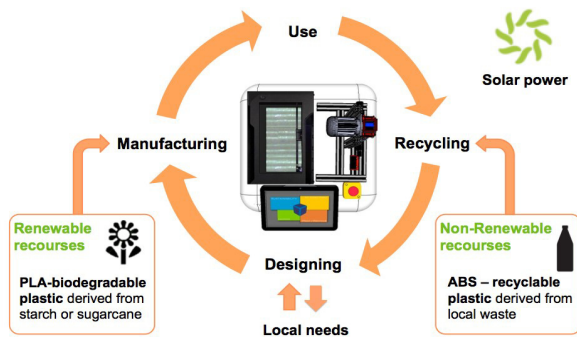 Use
Solar power
Manufacturing
Recycling
Renewable
recourses
PLA-biodegradable
plastic derived from
starch or sugarcane
Non-Renewable
recourses
ABS – recyclable
plastic derived from
local waste
Designing
Local needs